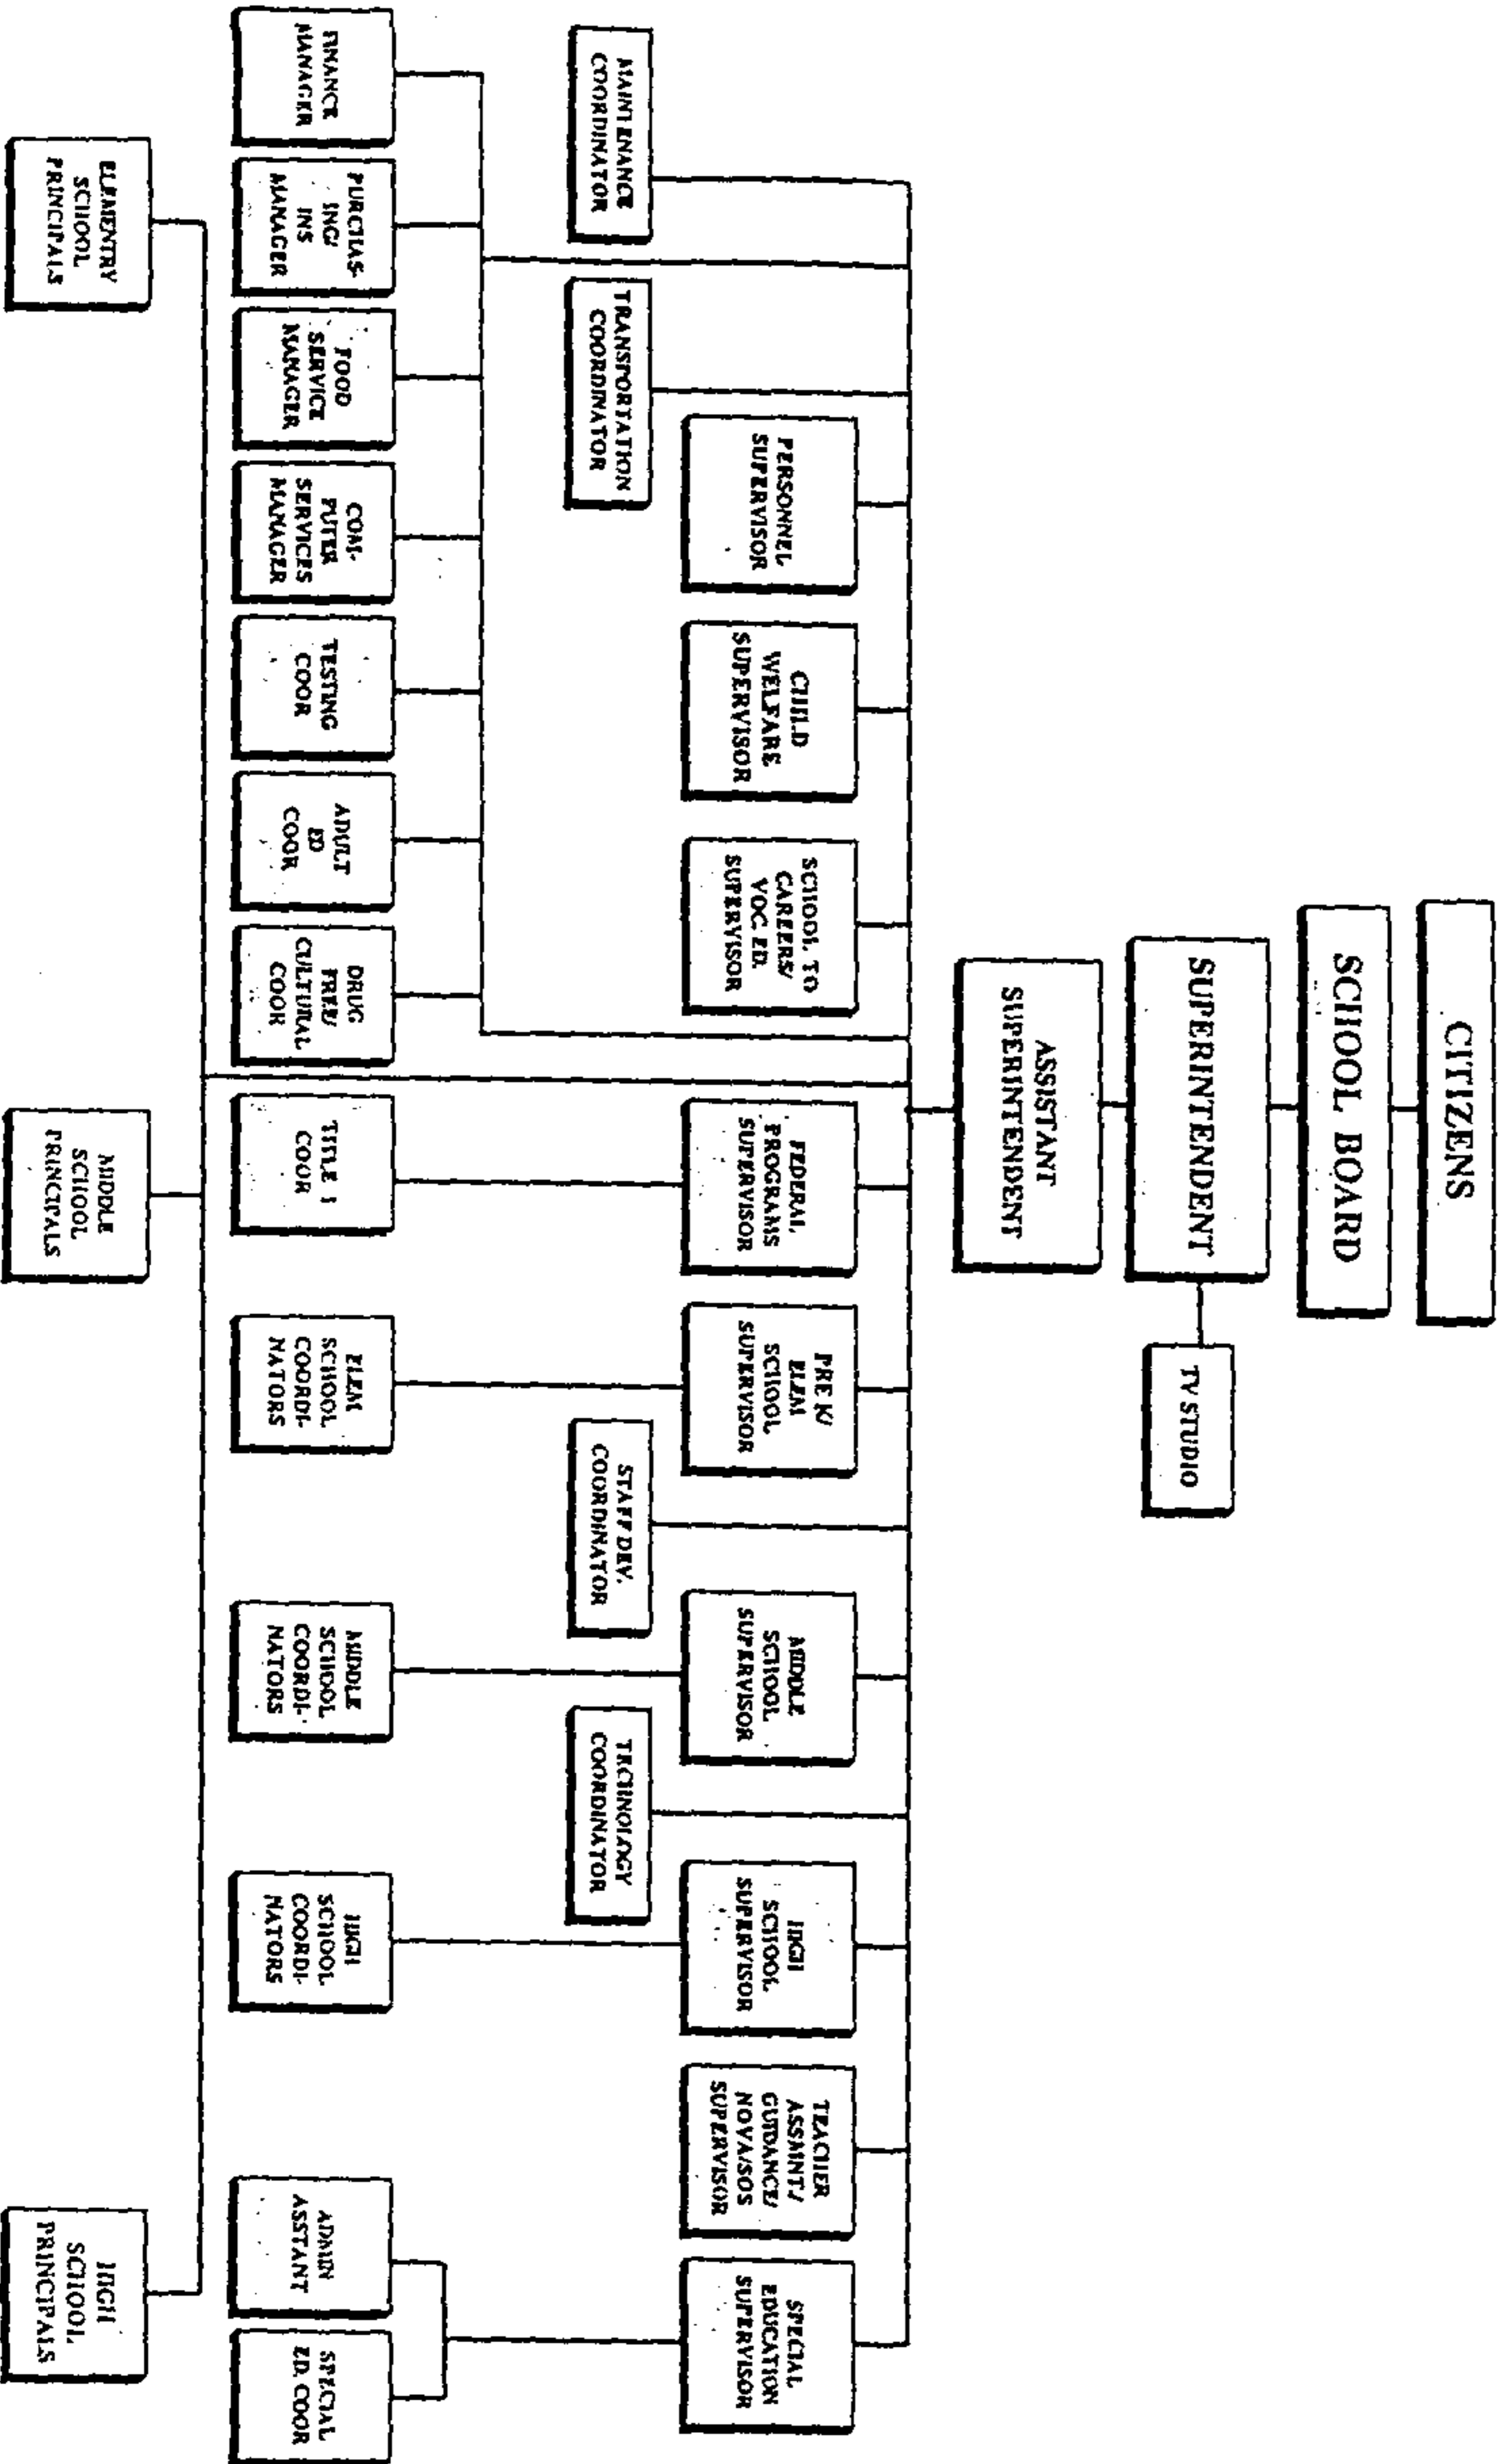 CITIZENS
SCHOOL BOARD
SUPERINTENDENT
TV STUDIO
ASSISTANT
SUPERINTENDENT
PERSONNEL
SUPERVISOR
CHILD
WELFARE
SUPERVISOR
SCHOOL TO
CAREERS/
VOC. ED.
SUPERVISOR
FEDERAL
PROGRAMS
SUPERVISOR
PRE K/
ELEM
SCHOOL
SUPERVISOR
MIDDLE
SCHOOL
SUPERVISOR
HIGH
SCHOOL
SUPERVISOR
TEACHER
ASSMNT./
GUIDANCE/
NOVA/SOS
SUPERVISOR
SPECIAL
EDUCATION
SUPERVISOR
MAINTENANCE
COORDINATOR
TRANSPORTATION
COORDINATOR
STAFF DEV.
COORDINATOR
TECHNOLOGY
COORDINATOR
FINANCE
MANAGER
PURCHAS-
ING/
INS
MANAGER
FOOD
SERVICE
MANAGER
COM-
PUTER
SERVICES
MANAGER
TESTING
COOR
ADULT
ED
COOR
DRUG
FREE/
CULTURAL
COOR
TITLE I
COOR
ELEM
SCHOOL
COORDI-
NATORS
MIDDLE
SCHOOL
COORDI-
NATORS
HIGH
SCHOOL
COORDI-
NATORS
ADMIN
ASSTANT
SPECIAL
ED. COOR
ELEMENTRY
SCHOOL
PRINCIPALS
MIDDLE
SCHOOL
PRINCIPALS
HIGH
SCHOOL
PRINCIPALS